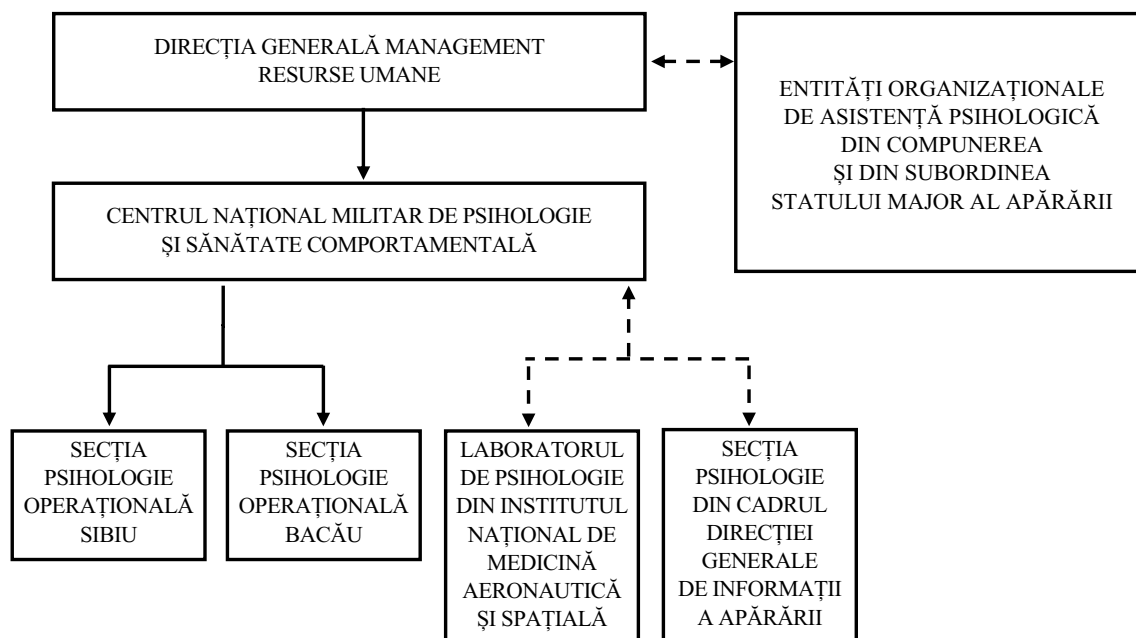 DIRECȚIA GENERALĂ MANAGEMENT
RESURSE UMANE
ENTITĂȚI ORGANIZAȚIONALE
DE ASISTENȚĂ PSIHOLOGICĂ
DIN COMPUNEREA
ȘI DIN SUBORDINEA
STATULUI MAJOR AL APĂRĂRII
CENTRUL NAȚIONAL MILITAR DE PSIHOLOGIE
ȘI SĂNĂTATE COMPORTAMENTALĂ
SECȚIA
PSIHOLOGIE
OPERAȚIONALĂ
SIBIU
SECȚIA
PSIHOLOGIE
OPERAȚIONALĂ
BACĂU
LABORATORUL
DE PSIHOLOGIE
DIN INSTITUTUL
NAȚIONAL DE
MEDICINĂ
AERONAUTICĂ
ȘI SPAȚIALĂ
SECȚIA
PSIHOLOGIE
DIN CADRUL
DIRECȚIEI
GENERALE
DE INFORMAȚII
A APĂRĂRII